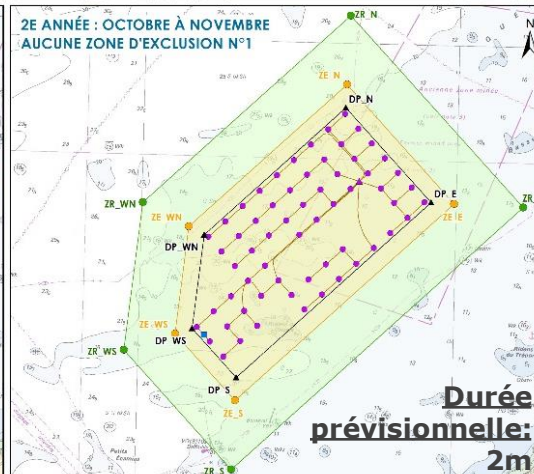 2E ANNÉE : OCTOBRE À NOVEMBRE
AUCUNE ZONE D'EXCLUSION N°1
ZR_N
N
ZE_N
DP_N
ZR_WN
ZE_WN
DP_WN
DP_E
ZE_E
ZR_
ZE_WS
DP_WS
ZR_WS
DP_S
ZE_S
ZR_S
Durée
prévisionnelle:
2m